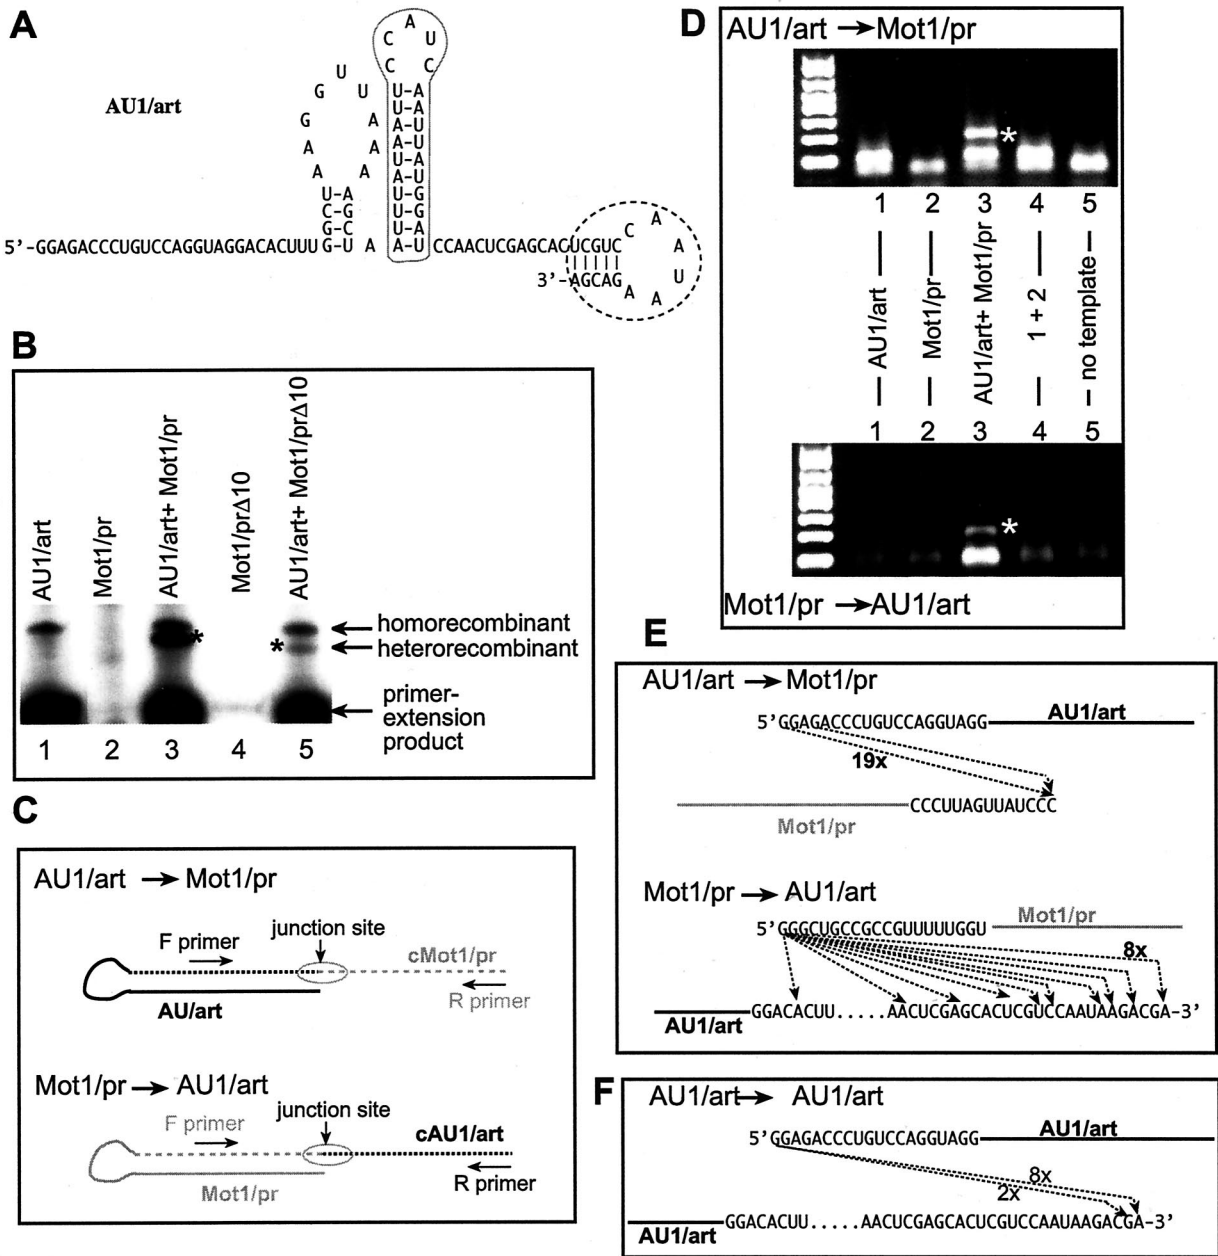 A
AU1/art
A
C U
C C
U-A
U-A
A-U
A-U
U-A
A-U
U-G
U-G
U-A
A-U
U
G U
G A
A A
A A
U-A
C-G
G-C
5'-GGAGACCCUGUCCAGGUAGGACACUUU G-U A CCAACUCGAGCACUCGUC
C A
A
U
A A
3'-AGCAG
B
AU1/art
Mot1/pr
AU1/art+ Mot1/pr
Mot1/prΔ10
AU1/art+ Mot1/prΔ10
*
*
homorecombinant
heterorecombinant
primer-
extension
product
1 2 3 4 5
C
AU1/art → Mot1/pr
F primer
junction site
cMot1/pr
R primer
AU/art
Mot1/pr → AU1/art
F primer
junction site
cAU1/art
R primer
Mot1/pr
D
AU1/art → Mot1/pr
*
1 2 3 4 5
AU1/art
Mot1/pr
AU1/art+ Mot1/pr
1 + 2
no template
1 2 3 4 5
*
Mot1/pr → AU1/art
E
AU1/art → Mot1/pr
5'GGAGACCCUGUCCAGGUAGG AU1/art
19x
CCCUUAGUUAUCCC
Mot1/pr
Mot1/pr → AU1/art
5'GGGCUGCCGCCGUUUUUGGU Mot1/pr
8x
AU1/art GGACACUU.....AACUCGAGCACUCGUCCAAUAAGACGA-3'
F
AU1/art → AU1/art
5'GGAGACCCUGUCCAGGUAGG AU1/art
8x
2x
AU1/art GGACACUU.....AACUCGAGCACUCGUCCAAUAAGACGA-3'